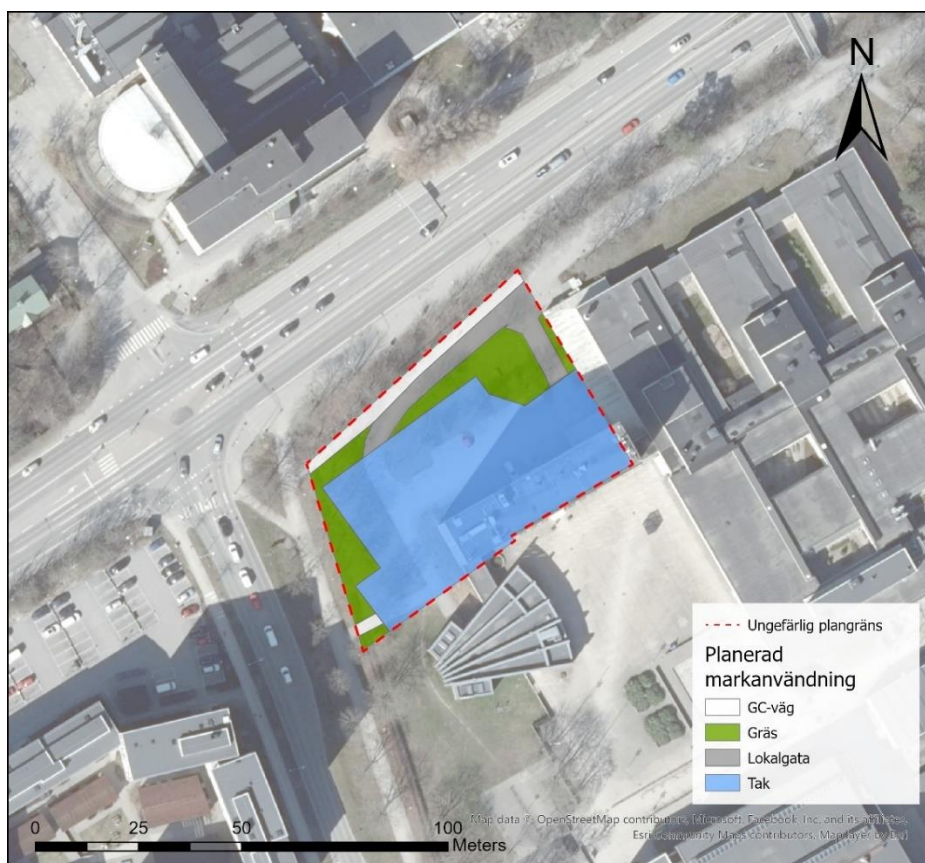 N
Ungefärlig plangräns
Planerad
markanvändning
GC-väg
Gräs
Lokalgata
Tak
0 25 50 100
Meters
Map data © OpenStreetMap contributors, Microsoft, Facebook, Inc. and its affiliates,
Esri Community Maps contributors, Map layer by Esri